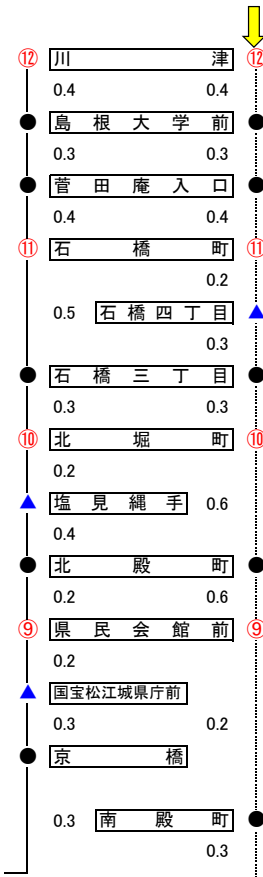 ⑫ 川津 ⑫
0.4 0.4
島根大学前
0.3 0.3
菅田庵入口
0.4 0.4
⑪ 石橋町 ⑪
0.2
0.5 石橋四丁目
0.3
石橋三丁目
0.3 0.3
⑩ 北堀町 ⑩
0.2
塩見縄手 0.6
0.4
北殿町
0.2 0.6
⑨ 県民会館前 ⑨
0.2
国宝松江城県庁前
0.3 0.2
京橋
0.3 南殿町
0.3